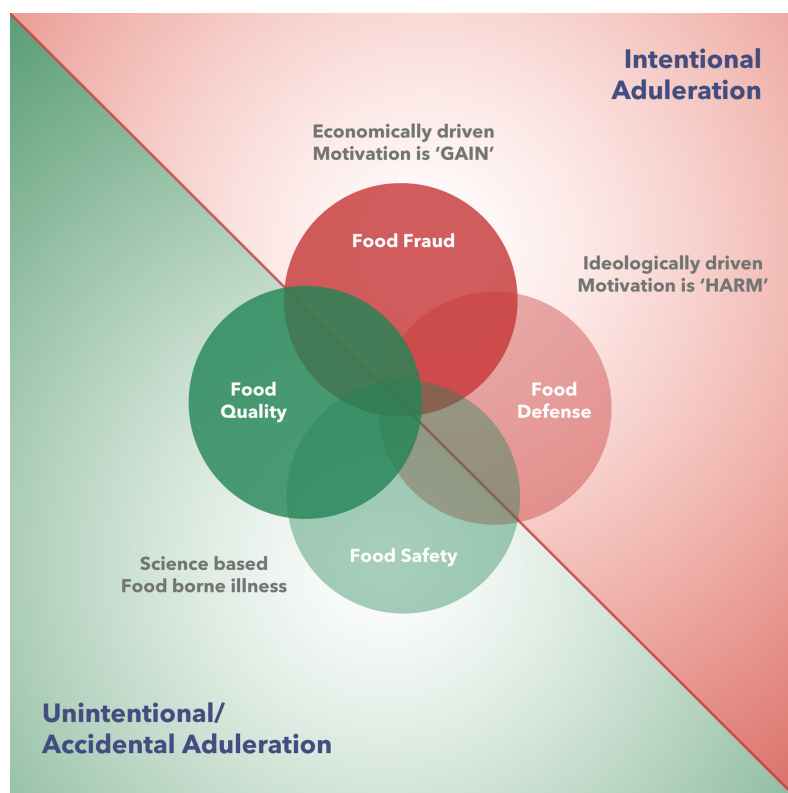 Intentional
Aduleration
Economically driven
Motivation is ‘GAIN’
Food Fraud
Ideologically driven
Motivation is ‘HARM’
Food
Quality
Food
Defense
Food Safety
Science based
Food borne illness
Unintentional/
Accidental Aduleration